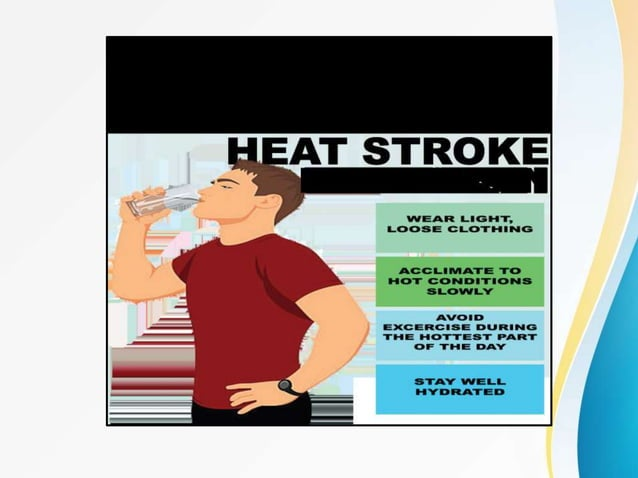 HEAT STROKE
WEAR LIGHT,
LOOSE CLOTHING
ACCLIMATE TO
HOT CONDITIONS
SLOWLY
AVOID
EXCERCISE DURING
THE HOTTEST PART
OF THE DAY
STAY WELL
HYDRATED